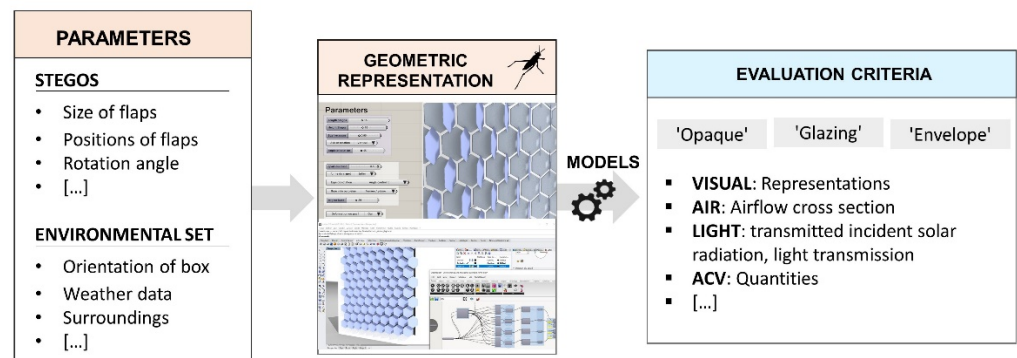 PARAMETERS
STEGOS
• Size of flaps
• Positions of flaps
• Rotation angle
• [...]
ENVIRONMENTAL SET
• Orientation of box
• Weather data
• Surroundings
• [...]
GEOMETRIC
REPRESENTATION
Parameters
MODELS
EVALUATION CRITERIA
'Opaque' 'Glazing' 'Envelope'
▪ VISUAL: Representations
▪ AIR: Airflow cross section
▪ LIGHT: transmitted incident solar
radiation, light transmission
▪ ACV: Quantities
▪ [...]